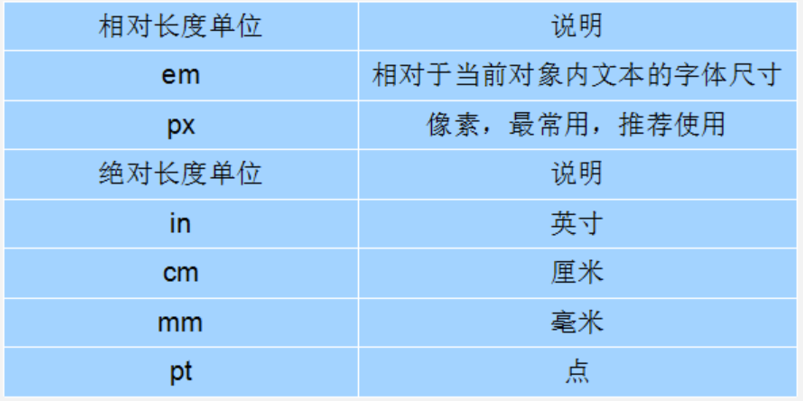 相对长度单位 说明
em 相对于当前对象内文本的字体尺寸
px 像素，最常用，推荐使用
绝对长度单位 说明
in 英寸
cm 厘米
mm 毫米
pt 点